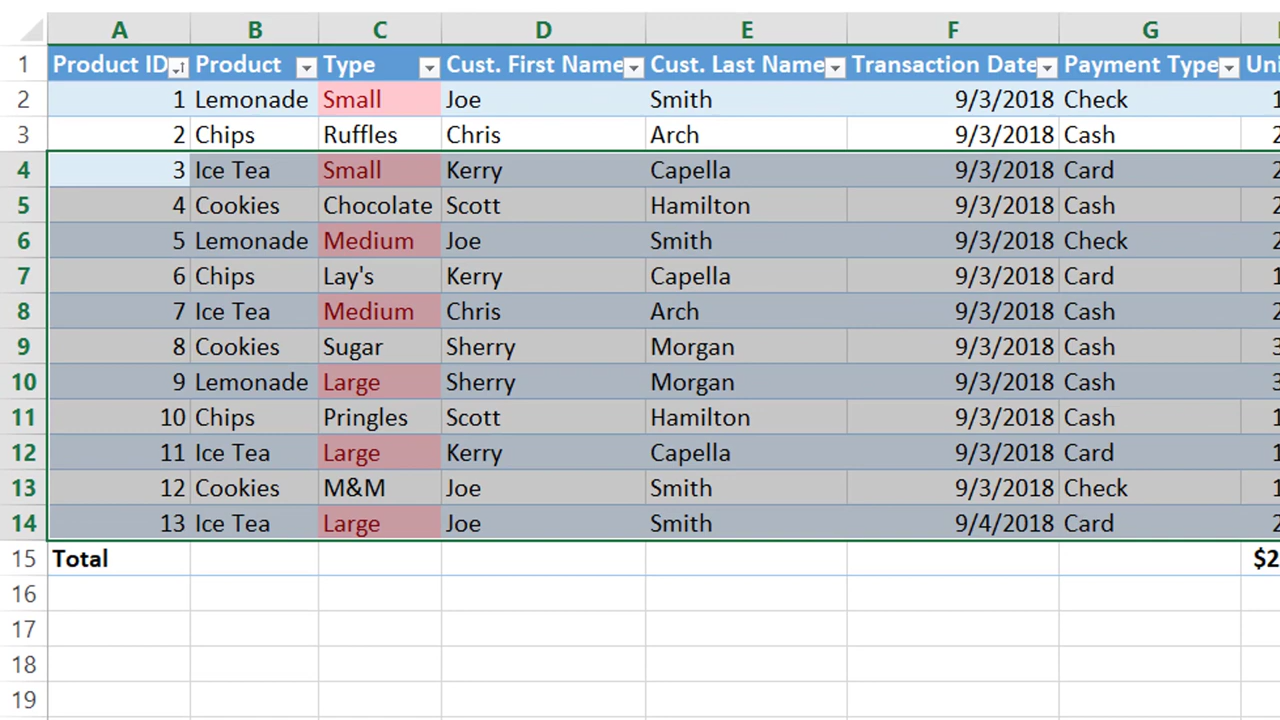 A B C D E F G
1 Product ID Product Type Cust. First Name Cust. Last Name Transaction Date Payment Type Uni
2 1 Lemonade Small Joe Smith 9/3/2018 Check 1
3 2 Chips Ruffles Chris Arch 9/3/2018 Cash 2
4 3 Ice Tea Small Kerry Capella 9/3/2018 Card 2
5 4 Cookies Chocolate Scott Hamilton 9/3/2018 Cash 2
6 5 Lemonade Medium Joe Smith 9/3/2018 Check 2
7 6 Chips Lay's Kerry Capella 9/3/2018 Card 1
8 7 Ice Tea Medium Chris Arch 9/3/2018 Cash 2
9 8 Cookies Sugar Sherry Morgan 9/3/2018 Cash 3
10 9 Lemonade Large Sherry Morgan 9/3/2018 Cash 3
11 10 Chips Pringles Scott Hamilton 9/3/2018 Cash 1
12 11 Ice Tea Large Kerry Capella 9/3/2018 Card 1
13 12 Cookies M&M Joe Smith 9/3/2018 Check 1
14 13 Ice Tea Large Joe Smith 9/4/2018 Card 2
15 Total $2
16
17
18
19